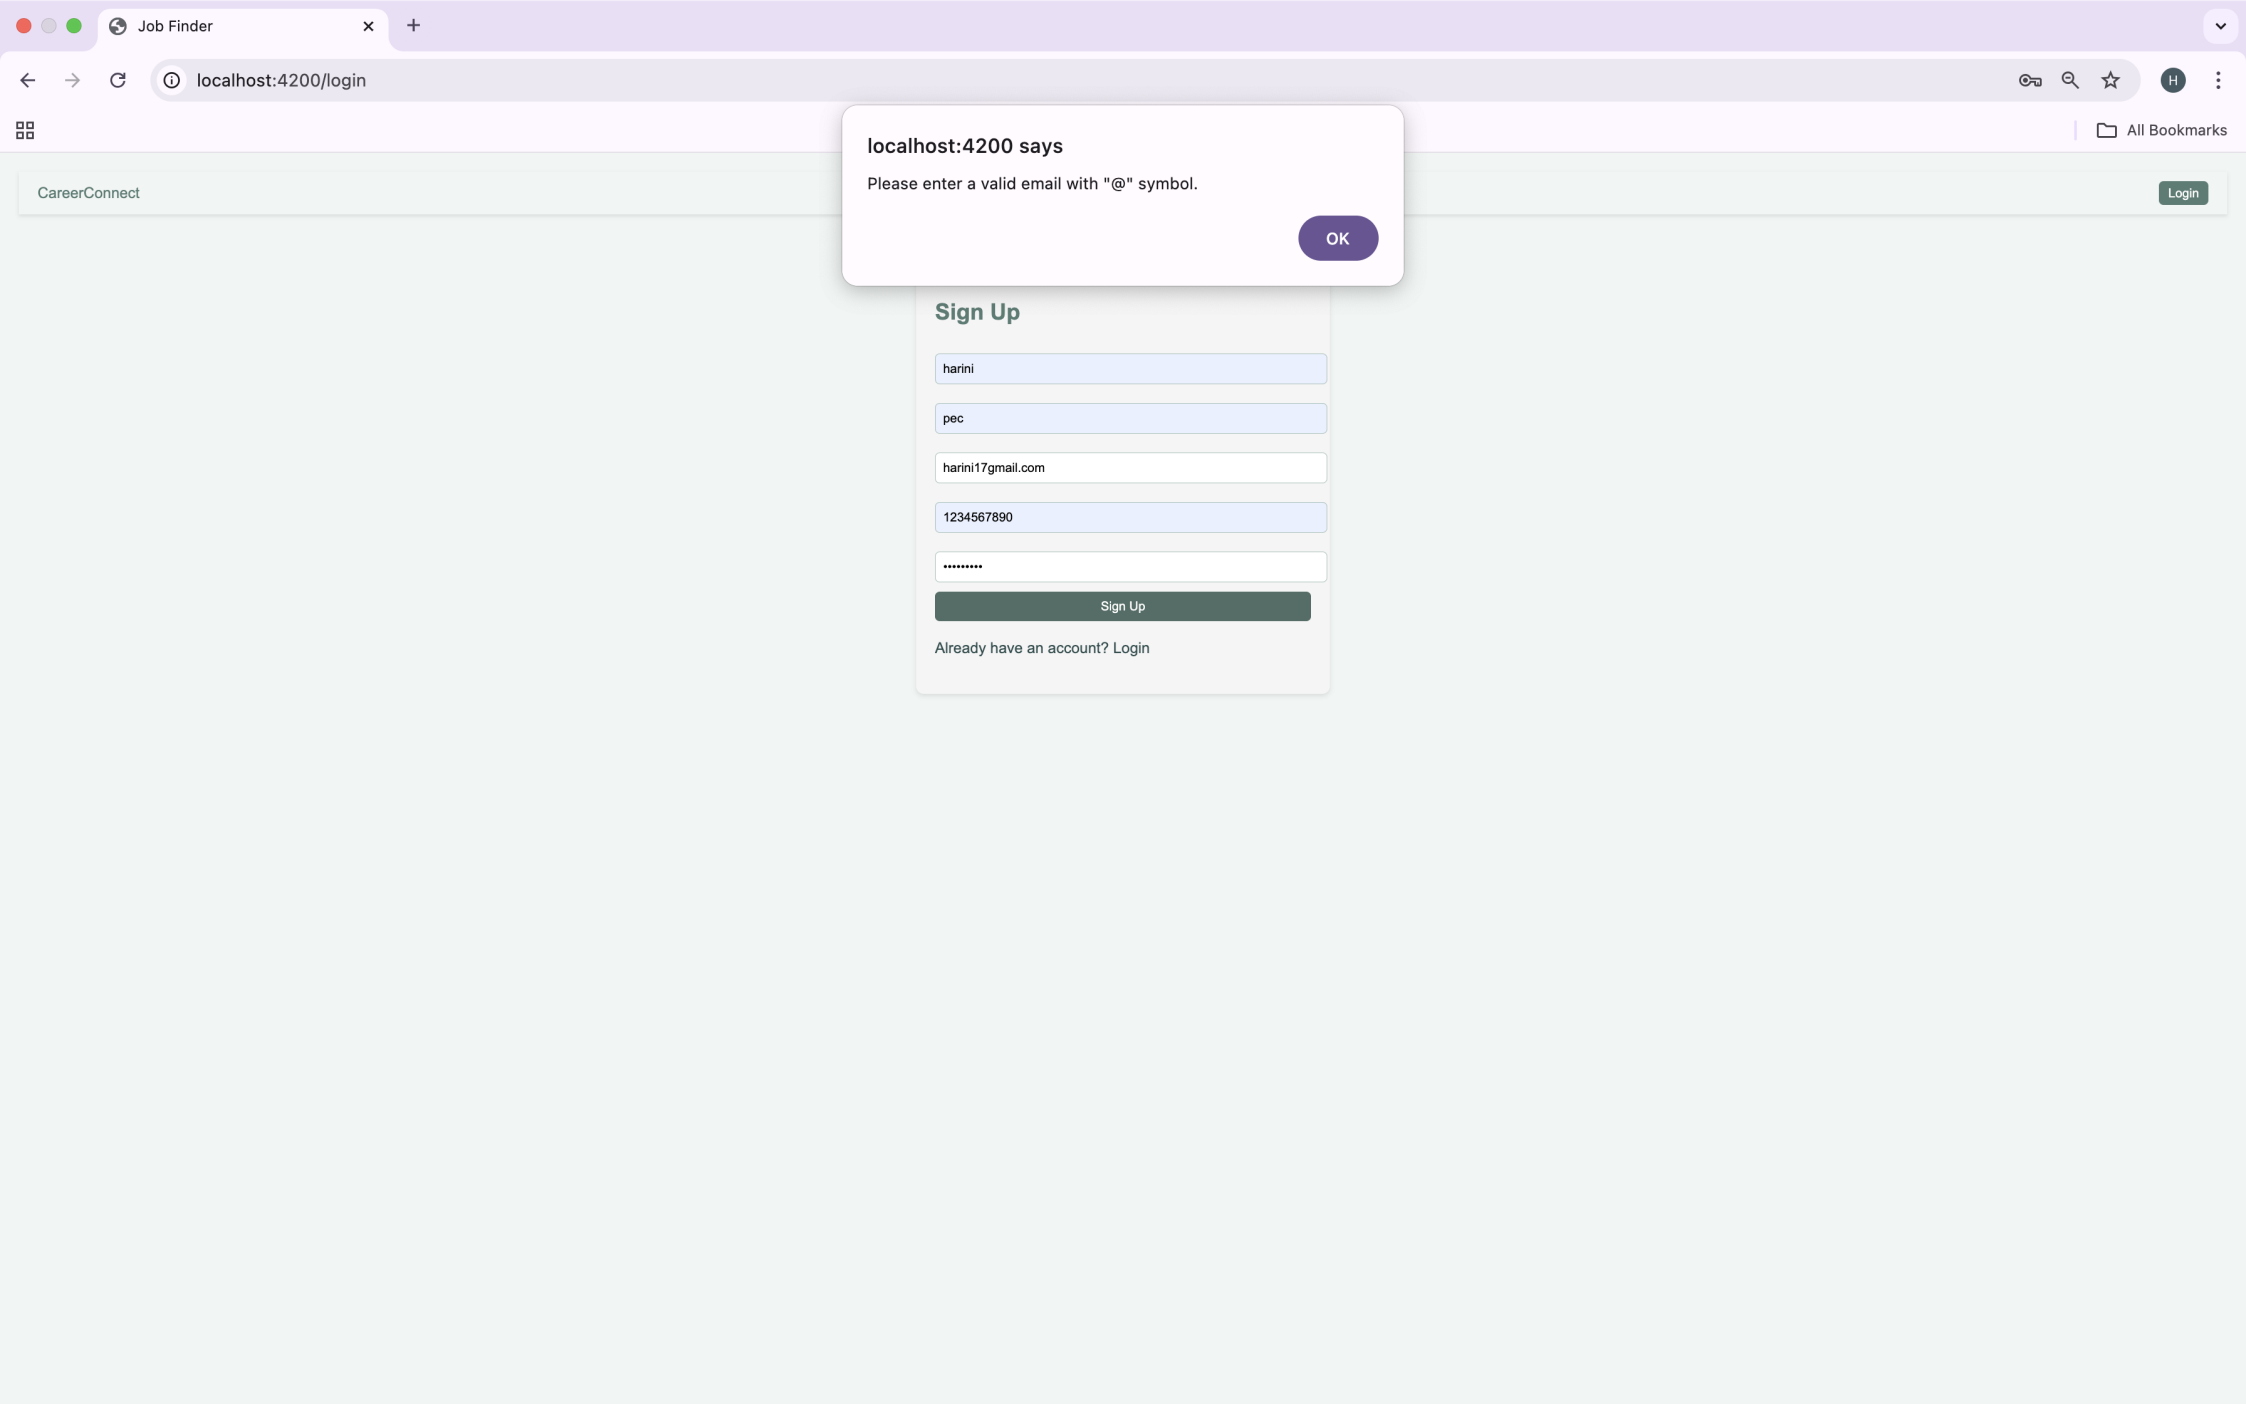 Job Finder
localhost:4200/login
H
All Bookmarks
localhost:4200 says
Please enter a valid email with "@" symbol.
OK
CareerConnect
Login
Sign Up
harini
pec
harini17gmail.com
1234567890
•••••••••
Sign Up
Already have an account? Login